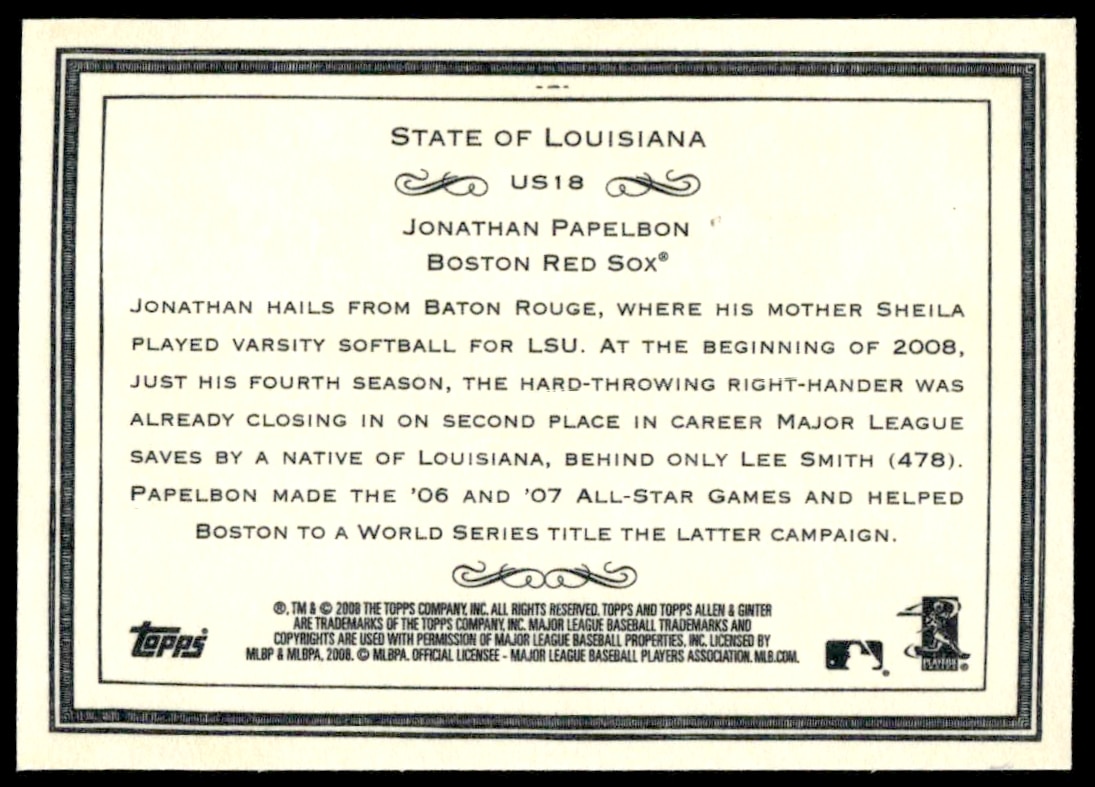 State of Louisiana
US18
Jonathan Papelbon
Boston Red Sox®
Jonathan hails from Baton Rouge, where his mother Sheila
played varsity softball for LSU. At the beginning of 2008,
just his fourth season, the hard-throwing right-hander was
already closing in on second place in career Major League
saves by a native of Louisiana, behind only Lee Smith (478).
Papelbon made the '06 and '07 All-Star Games and helped
Boston to a World Series title the latter campaign.
®, TM & © 2008 THE TOPPS COMPANY, INC. ALL RIGHTS RESERVED. TOPPS AND TOPPS ALLEN & GINTER
ARE TRADEMARKS OF THE TOPPS COMPANY, INC. MAJOR LEAGUE BASEBALL TRADEMARKS AND
COPYRIGHTS ARE USED WITH PERMISSION OF MAJOR LEAGUE BASEBALL PROPERTIES, INC. LICENSED BY
MLBP & MLBPA, 2008. © MLBPA. OFFICIAL LICENSEE - MAJOR LEAGUE BASEBALL PLAYERS ASSOCIATION. MLB.COM.
Topps